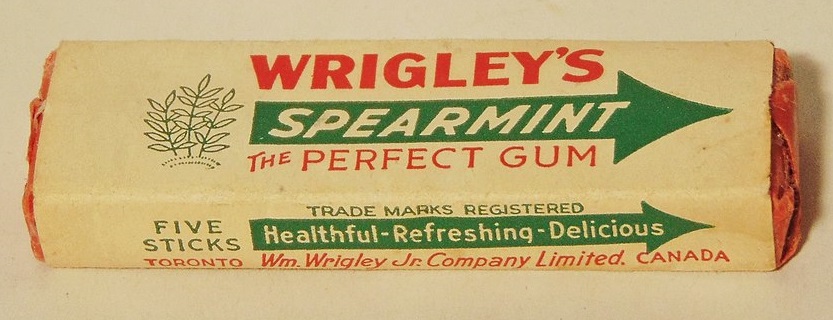 WRIGLEY'S
SPEARMINT
THE PERFECT GUM
TRADE MARKS REGISTERED
FIVE STICKS
Healthful-Refreshing-Delicious
TORONTO Wm. Wrigley Jr. Company Limited. CANADA